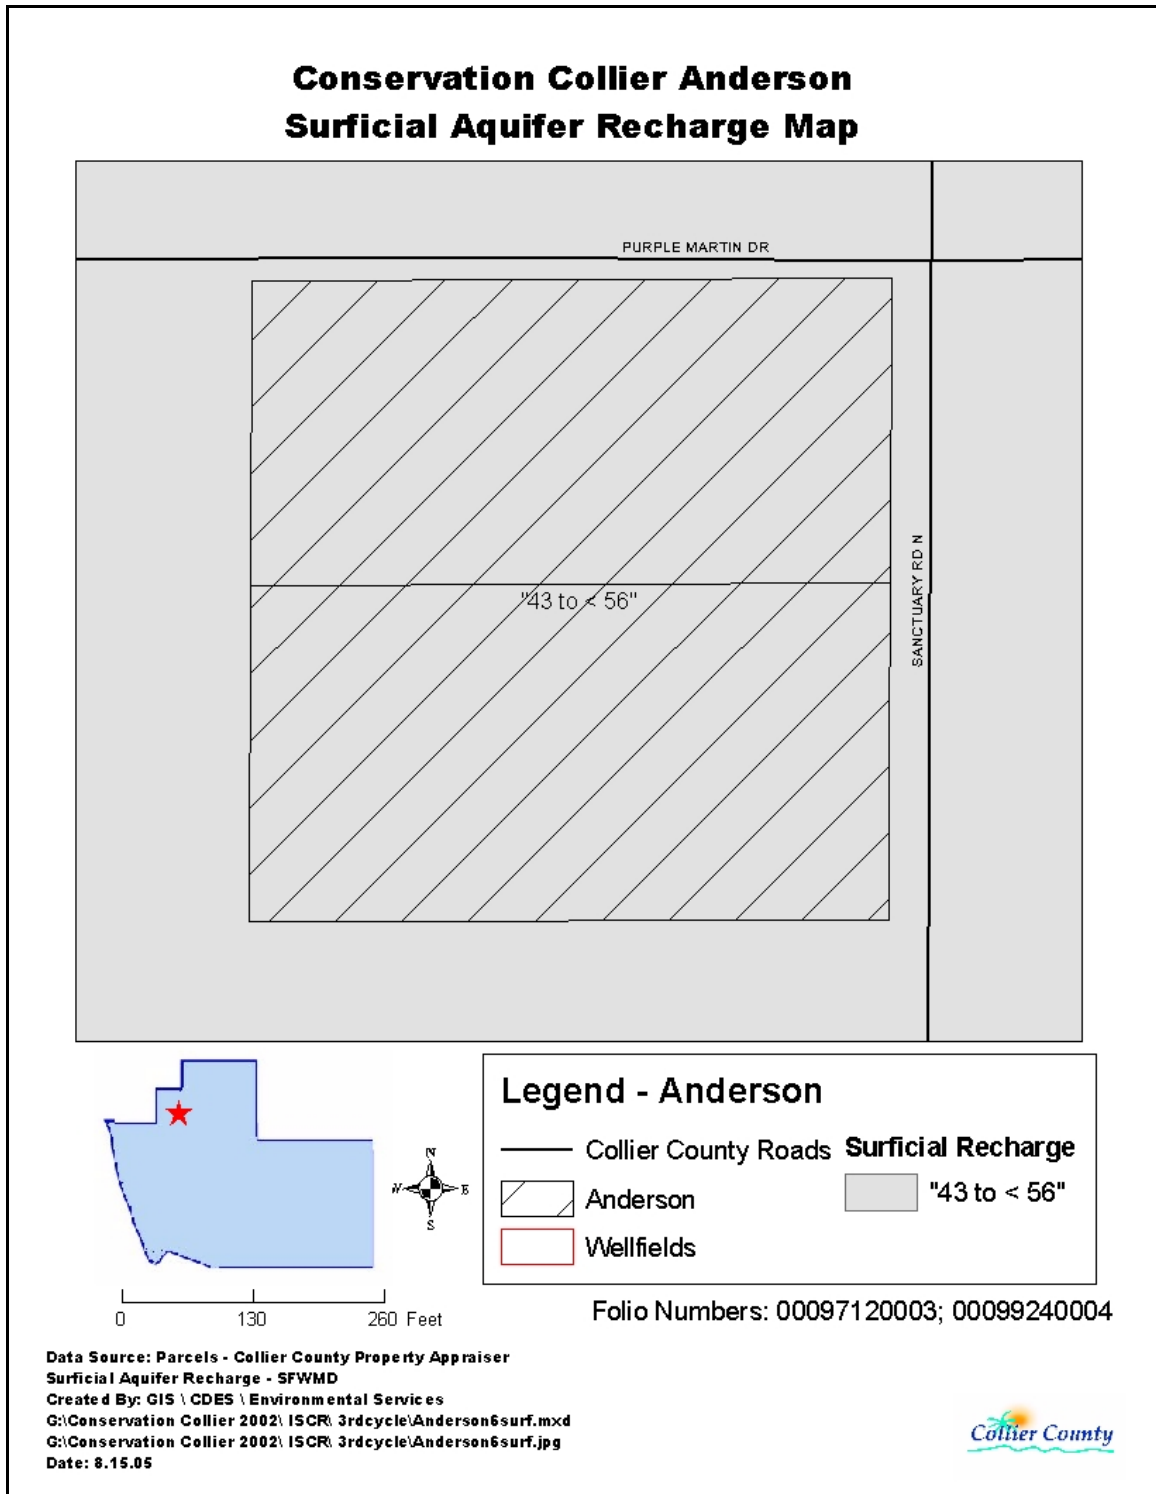 Conservation Collier Anderson
Surficial Aquifer Recharge Map
PURPLE MARTIN DR
SANCTUARY RD N
"43 to < 56"
Legend - Anderson
Collier County Roads
Anderson
Wellfields
Surficial Recharge
"43 to < 56"
N
W
E
S
0 130 260 Feet
Folio Numbers: 00097120003; 00099240004
Data Source: Parcels - Collier County Property Appraiser
Surficial Aquifer Recharge - SFWMD
Created By: GIS \ CDES \ Environmental Services
G:\Conservation Collier 2002\ ISCR\ 3rdcycle\Anderson6surf.mxd
G:\Conservation Collier 2002\ ISCR\ 3rdcycle\Anderson6surf.jpg
Date: 8.15.05
Collier County